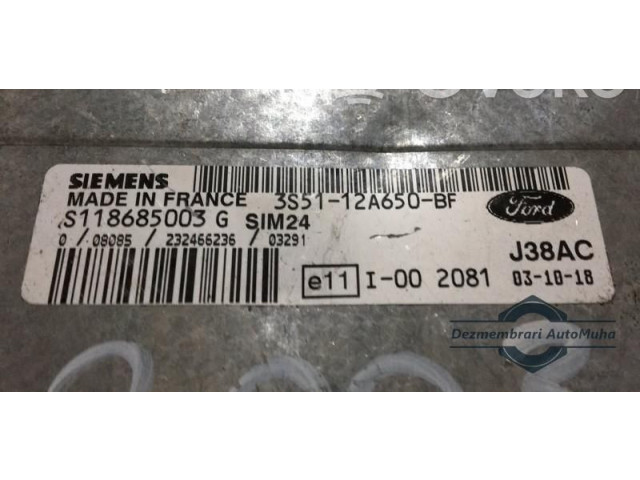 SIEMENS
MADE IN FRANCE
3S51-12A650-BF
S118685003 G SIM24
0 / 08085 / 232466236 / 03291
Ford
J38AC
e11 I-00 2081
03-10-18
Dezmembrari AutoMuha